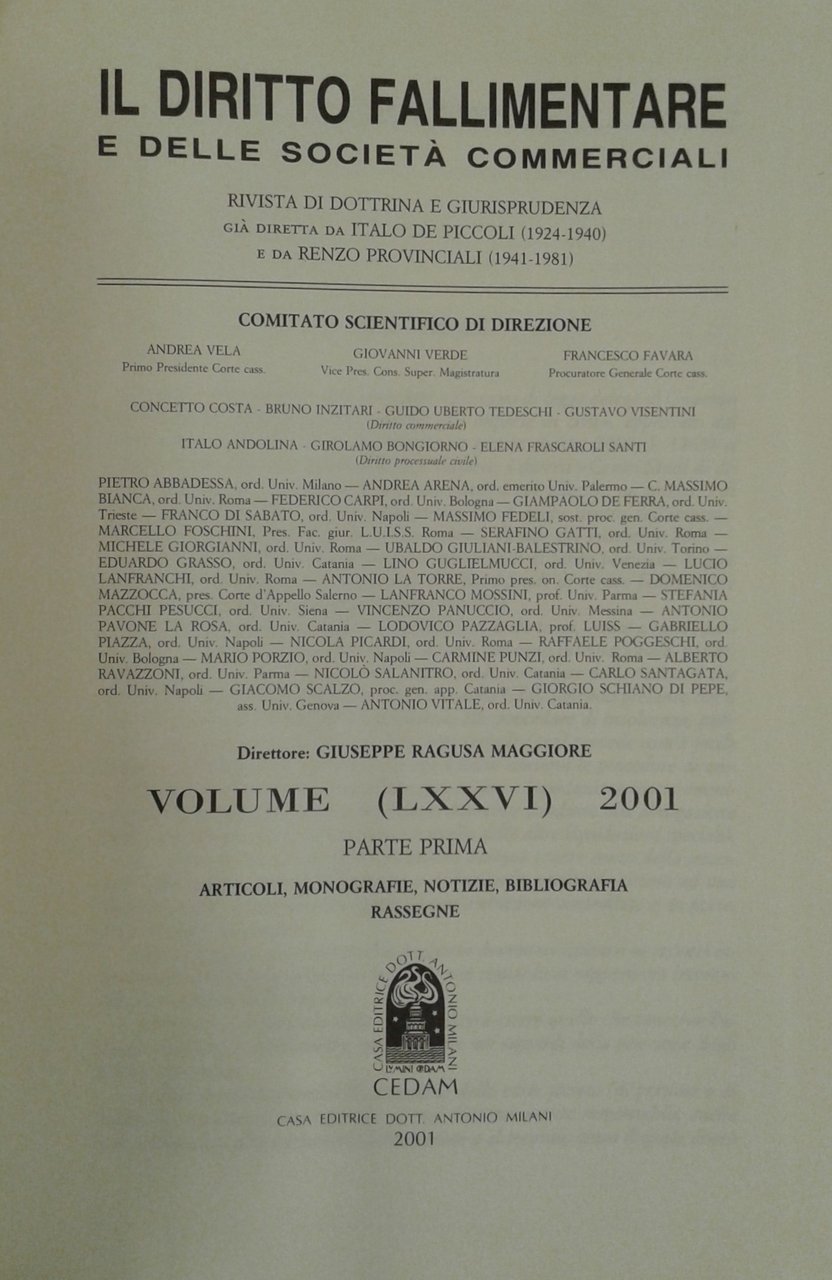 IL DIRITTO FALLIMENTARE
E DELLE SOCIETÀ COMMERCIALI
RIVISTA DI DOTTRINA E GIURISPRUDENZA
GIÀ DIRETTA DA ITALO DE PICCOLI (1924-1940)
E DA RENZO PROVINCIALI (1941-1981)
COMITATO SCIENTIFICO DI DIREZIONE
ANDREA VELA GIOVANNI VERDE FRANCESCO FAVARA
Primo Presidente Corte cass. Vice Pres. Cons. Super. Magistratura Procuratore Generale Corte cass.
CONCETTO COSTA - BRUNO INZITARI - GUIDO UBERTO TEDESCHI - GUSTAVO VISENTINI
(Diritto commerciale)
ITALO ANDOLINA - GIROLAMO BONGIORNO - ELENA FRASCAROLI SANTI
(Diritto processuale civile)
PIETRO ABBADESSA, ord. Univ. Milano — ANDREA ARENA, ord. emerito Univ. Palermo — C. MASSIMO
BIANCA, ord. Univ. Roma — FEDERICO CARPI, ord. Univ. Bologna — GIAMPAOLO DE FERRA, ord. Univ.
Trieste — FRANCO DI SABATO, ord. Univ. Napoli — MASSIMO FEDELI, sost. proc. gen. Corte cass. —
MARCELLO FOSCHINI, Pres. Fac. giur. L.U.I.S.S. Roma — SERAFINO GATTI, ord. Univ. Roma —
MICHELE GIORGIANNI, ord. Univ. Roma — UBALDO GIULIANI-BALESTRINO, ord. Univ. Torino —
EDUARDO GRASSO, ord. Univ. Catania — LINO GUGLIELMUCCI, ord. Univ. Venezia — LUCIO
LANFRANCHI, ord. Univ. Roma — ANTONIO LA TORRE, Primo pres. on. Corte cass. — DOMENICO
MAZZOCCA, pres. Corte d'Appello Salerno — LANFRANCO MOSSINI, prof. Univ. Parma — STEFANIA
PACCHI PESUCCI, ord. Univ. Siena — VINCENZO PANUCCIO, ord. Univ. Messina — ANTONIO
PAVONE LA ROSA, ord. Univ. Catania — LODOVICO PAZZAGLIA, prof. LUISS — GABRIELLO
PIAZZA, ord. Univ. Napoli — NICOLA PICARDI, ord. Univ. Roma — RAFFAELE POGGESCHI, ord.
Univ. Bologna — MARIO PORZIO, ord. Univ. Napoli — CARMINE PUNZI, ord. Univ. Roma — ALBERTO
RAVAZZONI, ord. Univ. Parma — NICOLÒ SALANITRO, ord. Univ. Catania — CARLO SANTAGATA,
ord. Univ. Napoli — GIACOMO SCALZO, proc. gen. app. Catania — GIORGIO SCHIANO DI PEPE,
ass. Univ. Genova — ANTONIO VITALE, ord. Univ. Catania.
Direttore: GIUSEPPE RAGUSA MAGGIORE
VOLUME (LXXVI) 2001
PARTE PRIMA
ARTICOLI, MONOGRAFIE, NOTIZIE, BIBLIOGRAFIA
RASSEGNE
CASA EDITRICE DOTT. ANTONIO MILANI
CEDAM
CASA EDITRICE DOTT. ANTONIO MILANI
2001